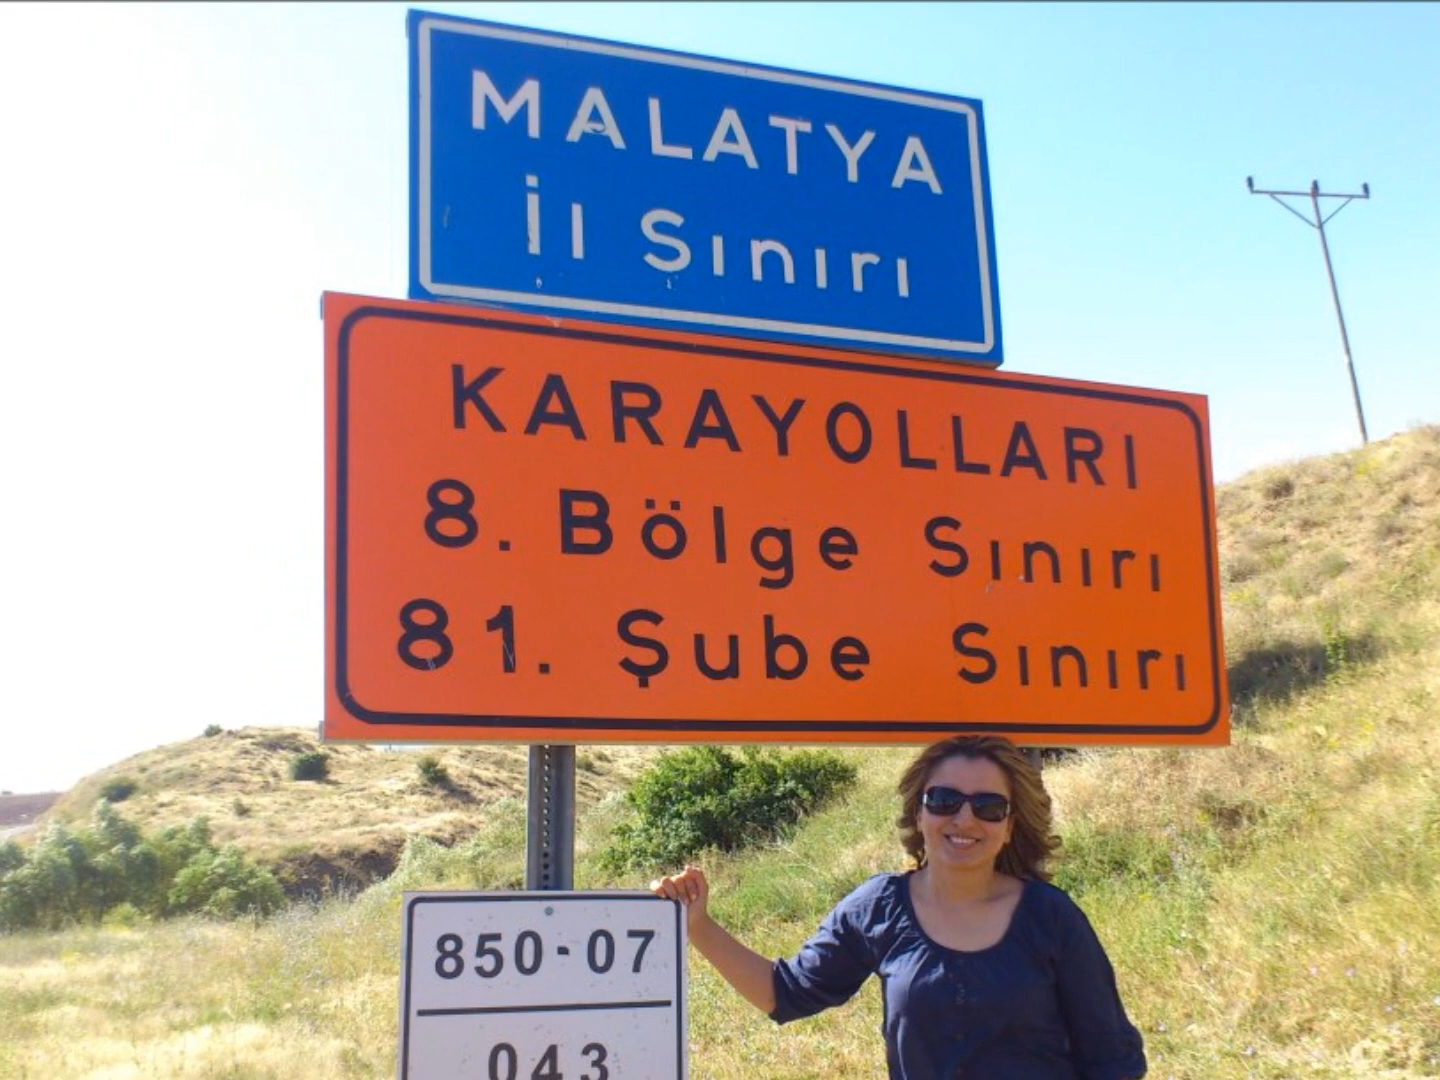 MALATYA
İl Sınırı
KARAYOLLARI
8. Bölge Sınırı
81. Şube Sınırı
850-07
043